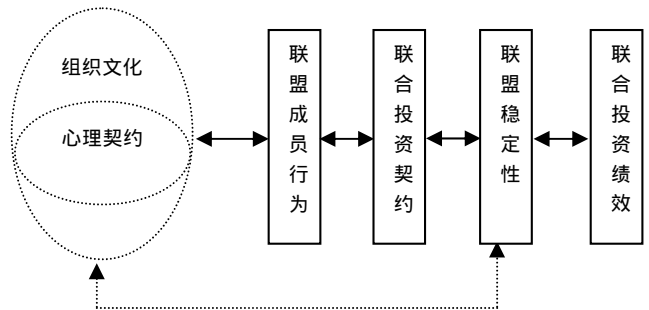 组织文化
心理契约
联盟成员行为
联合投资契约
联盟稳定性
联合投资绩效